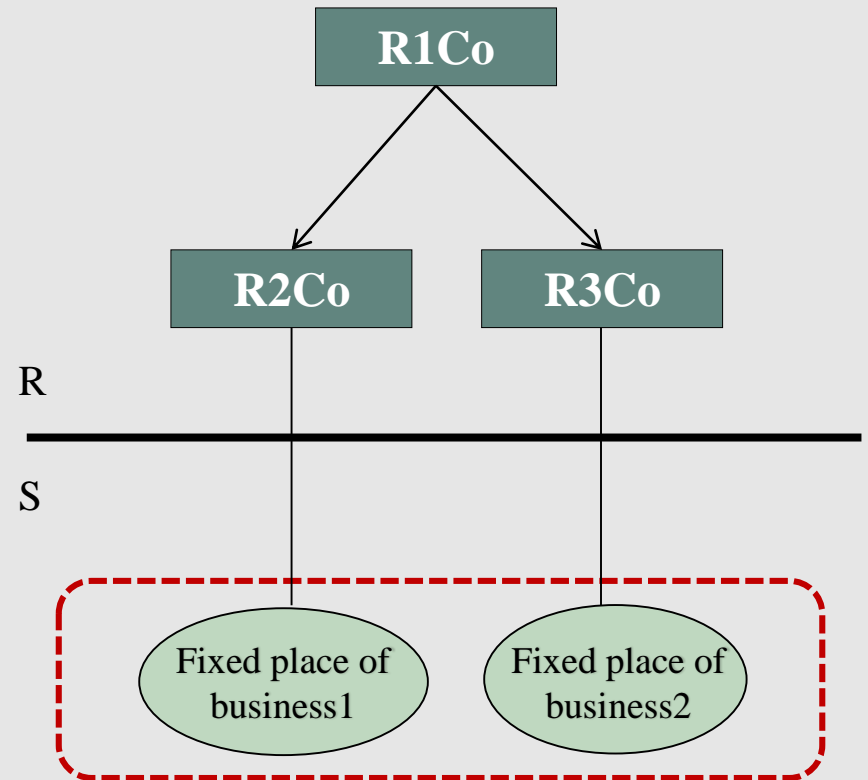 R1Co
R2Co
R3Co
R
S
Fixed place of
business1
Fixed place of
business2